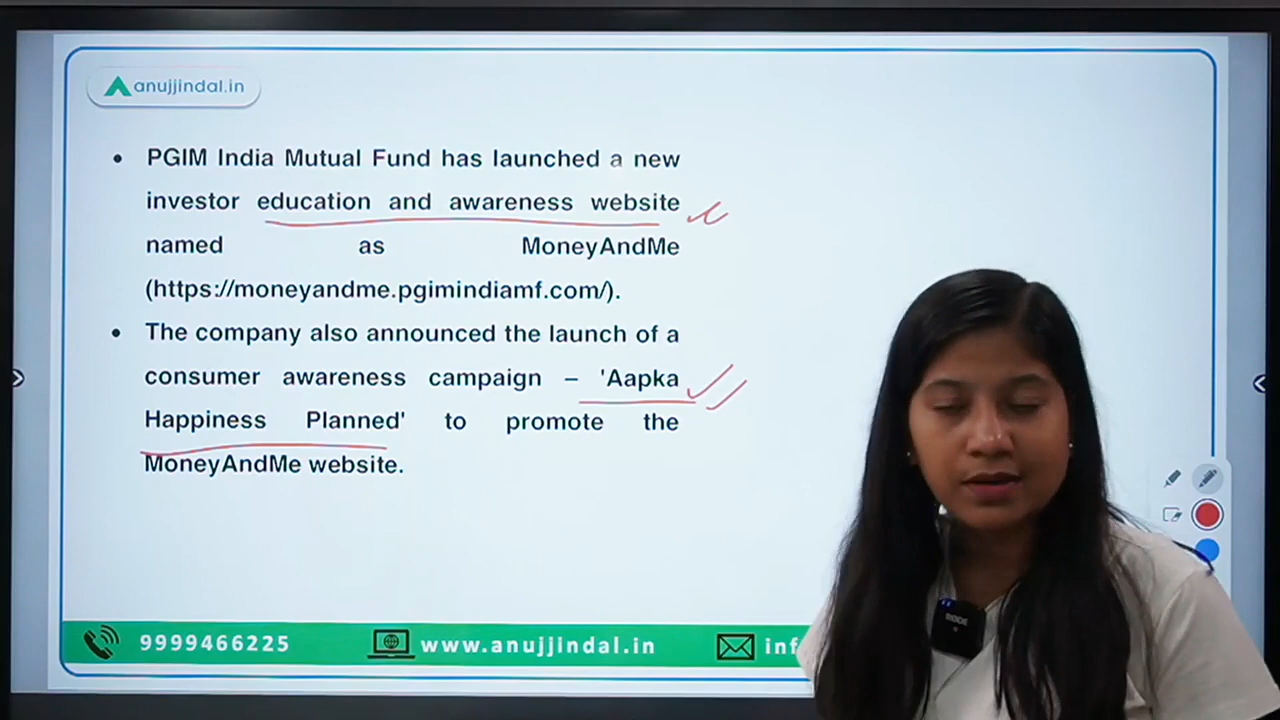 anujjindal.in
• PGIM India Mutual Fund has launched a new
investor education and awareness website
named as MoneyAndMe
(https://moneyandme.pgimindiamf.com/).
• The company also announced the launch of a
consumer awareness campaign – 'Aapka
Happiness Planned' to promote the
MoneyAndMe website.
9999466225 www.anujjindal.in inf
RODE